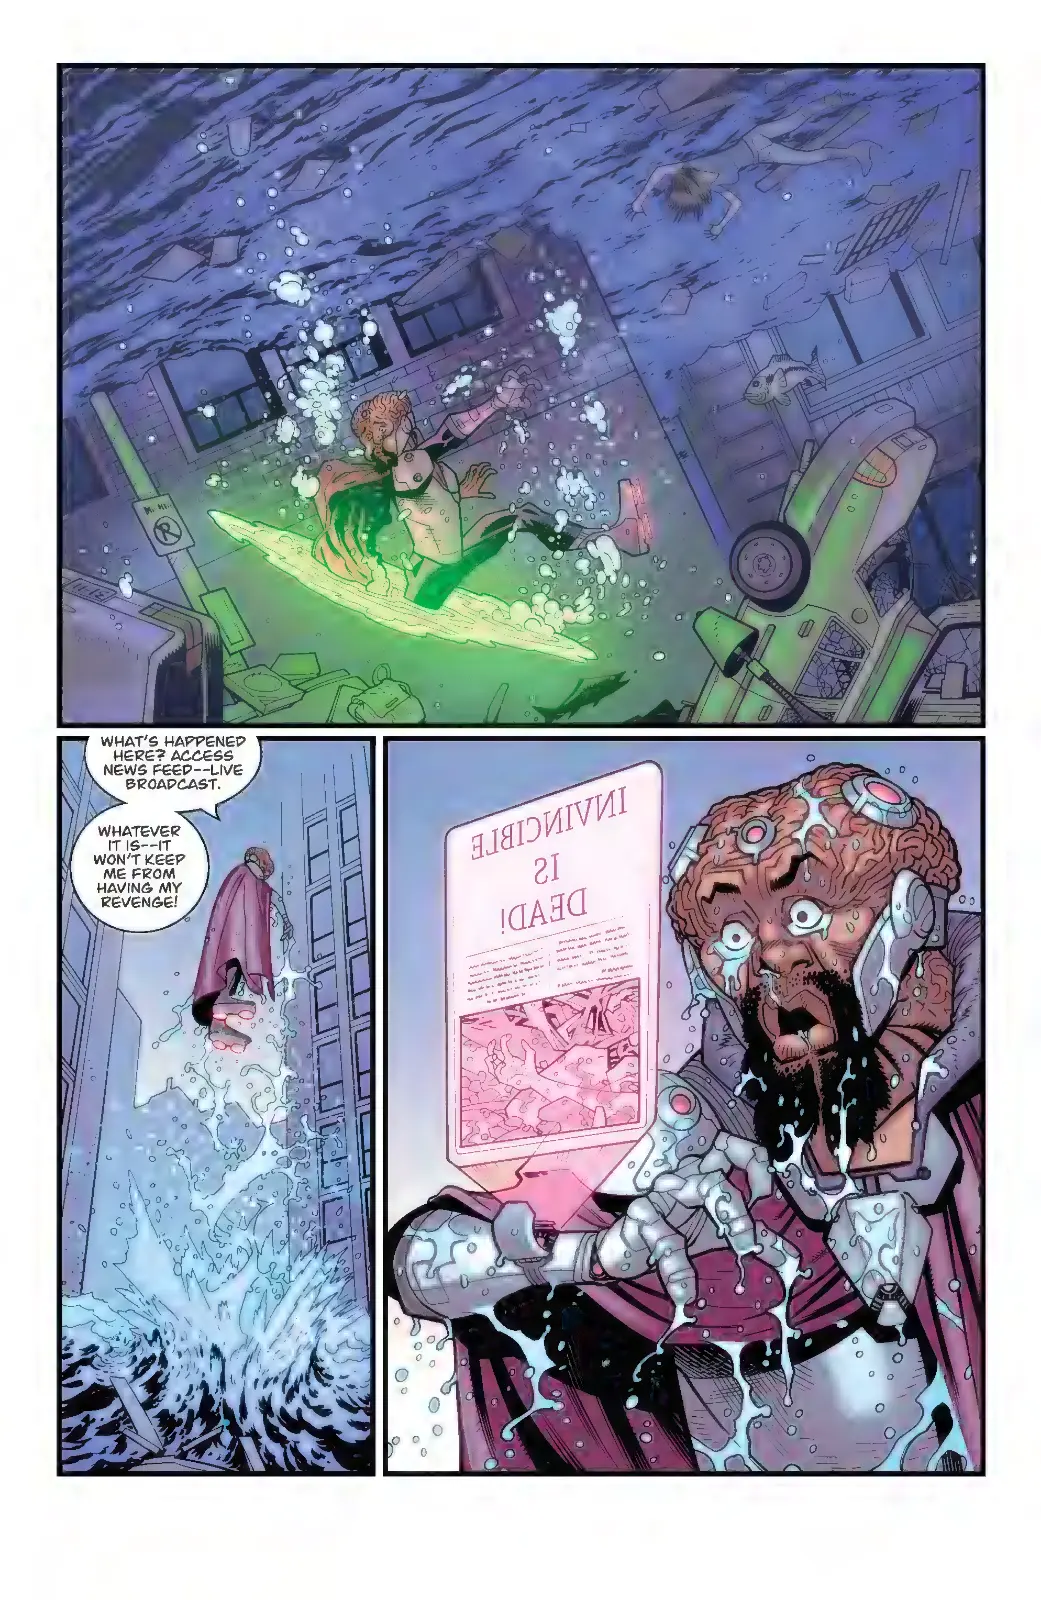 R
WHAT'S HAPPENED
HERE? ACCESS
NEWS FEED--LIVE
BROADCAST.
WHATEVER
IT IS--IT
WON'T KEEP
ME FROM
HAVING MY
REVENGE!
INVINCIBLE
IS
DEAD!